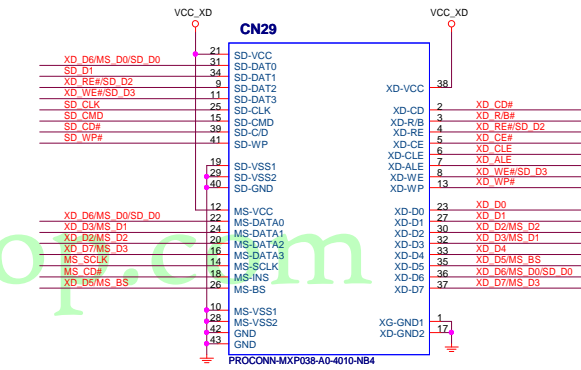 VCC_XD VCC_XD
CN29
21 SD-VCC
XD_D6/MS_D0/SD_D0 31 SD-DAT0
SD_D1 34 SD-DAT1
XD_RE#/SD_D2 9 SD-DAT2 XD-VCC 38
XD_WE#/SD_D3 11 SD-DAT3
SD_CLK 25 SD-CLK XD-CD 2 XD_CD#
SD_CMD 15 SD-CMD XD-R/B 3 XD_R/B#
SD_CD# 39 SD-C/D XD-RE 4 XD_RE#/SD_D2
SD_WP# 41 SD-WP XD-CE 5 XD_CE#
XD-CLE 6 XD_CLE
19 SD-VSS1 XD-ALE 7 XD_ALE
29 SD-VSS2 XD-WE 8 XD_WE#/SD_D3
40 SD-GND XD-WP 13 XD_WP#
12 MS-VCC XD-D0 23 XD_D0
XD_D6/MS_D0/SD_D0 22 MS-DATA0 XD-D1 27 XD_D1
XD_D3/MS_D1 24 MS-DATA1 XD-D2 30 XD_D2/MS_D2
XD_D2/MS_D2 20 MS-DATA2 XD-D3 32 XD_D3/MS_D1
XD_D7/MS_D3 16 MS-DATA3 XD-D4 33 XD_D4
MS_SCLK 14 MS-SCLK XD-D5 35 XD_D5/MS_BS
MS_CD# 18 MS-INS XD-D6 36 XD_D6/MS_D0/SD_D0
XD_D5/MS_BS 26 MS-BS XD-D7 37 XD_D7/MS_D3
op.com
10 MS-VSS1
28 MS-VSS2 XG-GND1 1
42 GND XD-GND2 17
43 GND
PROCONN-MXP038-A0-4010-NB4